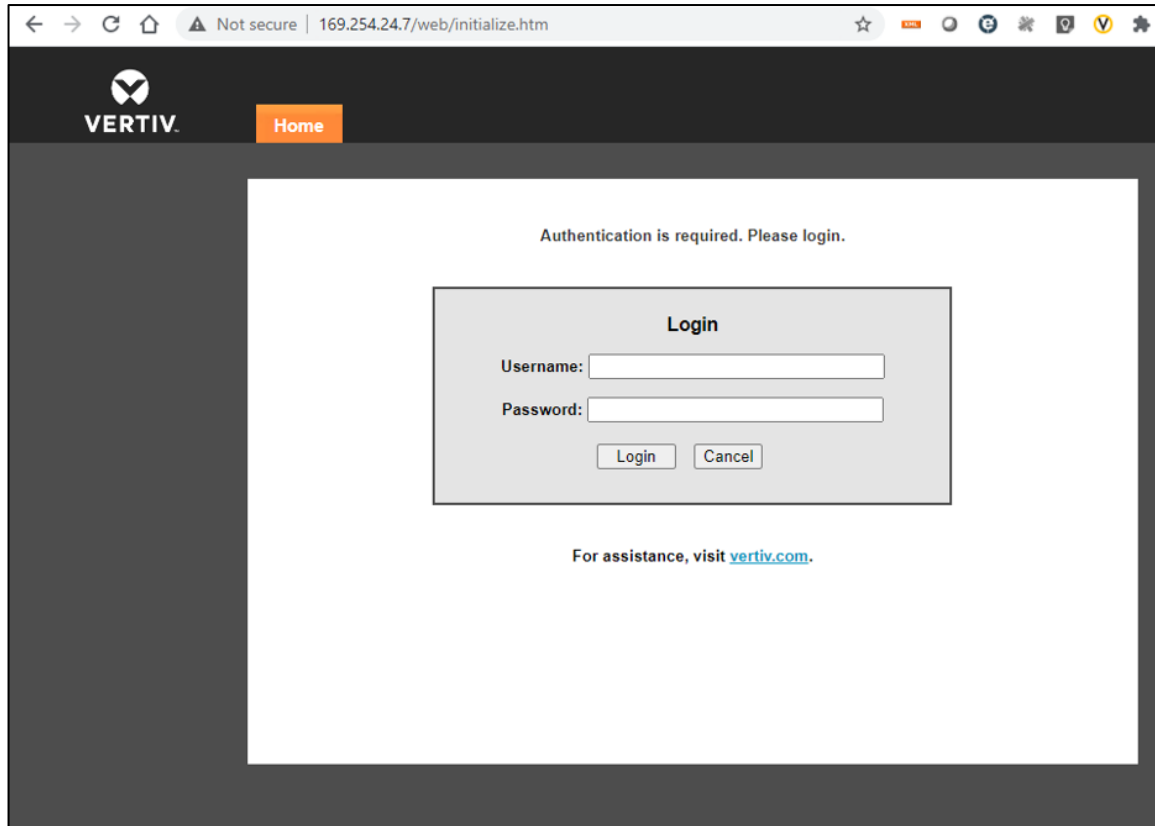 Not secure | 169.254.24.7/web/initialize.htm
VERTIV™
Home
Authentication is required. Please login.
Login
Username:
Password:
Login Cancel
For assistance, visit vertiv.com.